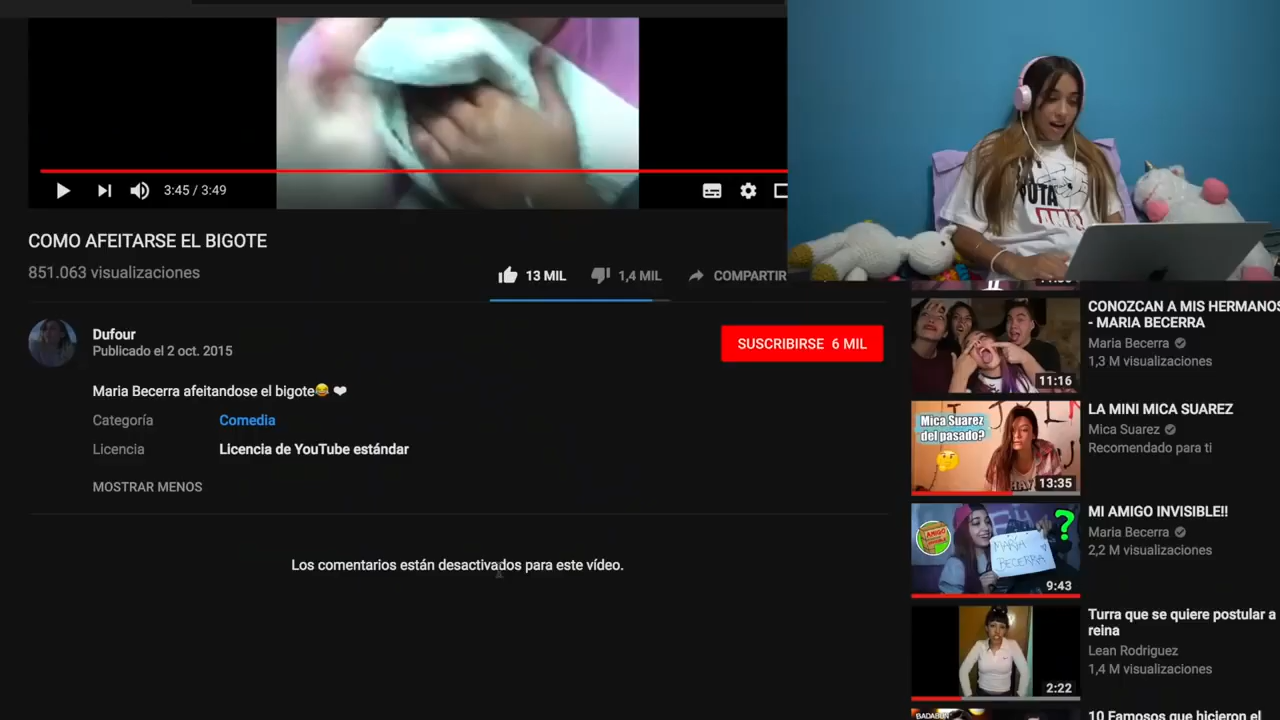 3:45 / 3:49
COMO AFEITARSE EL BIGOTE
851.063 visualizaciones
13 MIL
1,4 MIL
COMPARTIR
Dufour
Publicado el 2 oct. 2015
SUSCRIBIRSE 6 MIL
Maria Becerra afeitandose el bigote😂 ❤
Categoría
Comedia
Licencia
Licencia de YouTube estándar
MOSTRAR MENOS
Los comentarios están desactivados para este vídeo.
CONOZCAN A MIS HERMANOS
- MARIA BECERRA
Maria Becerra
1,3 M visualizaciones
11:16
Mica Suarez
del pasado?
13:35
LA MINI MICA SUAREZ
Mica Suarez
Recomendado para ti
AMIGO
INVISIBLE
MARÍA
BECERRA
?
9:43
MI AMIGO INVISIBLE!!
Maria Becerra
2,2 M visualizaciones
2:22
Turra que se quiere postular a
reina
Lean Rodriguez
1,4 M visualizaciones
BADABUN
10 Famosos que hicieron el